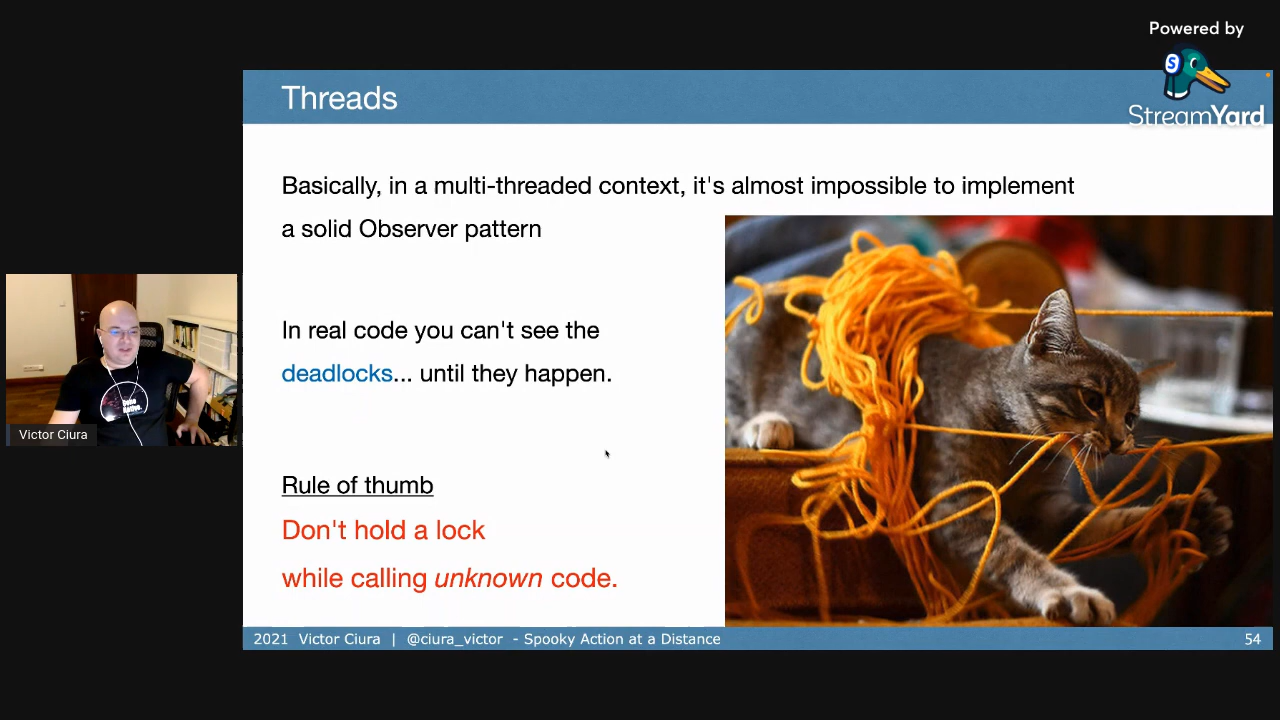 Powered by
S
StreamYard
Threads
Basically, in a multi-threaded context, it's almost impossible to implement
a solid Observer pattern
In real code you can't see the
deadlocks... until they happen.
Rule of thumb
Don't hold a lock
while calling unknown code.
Victor Ciura
2021 Victor Ciura | @ciura_victor - Spooky Action at a Distance
54